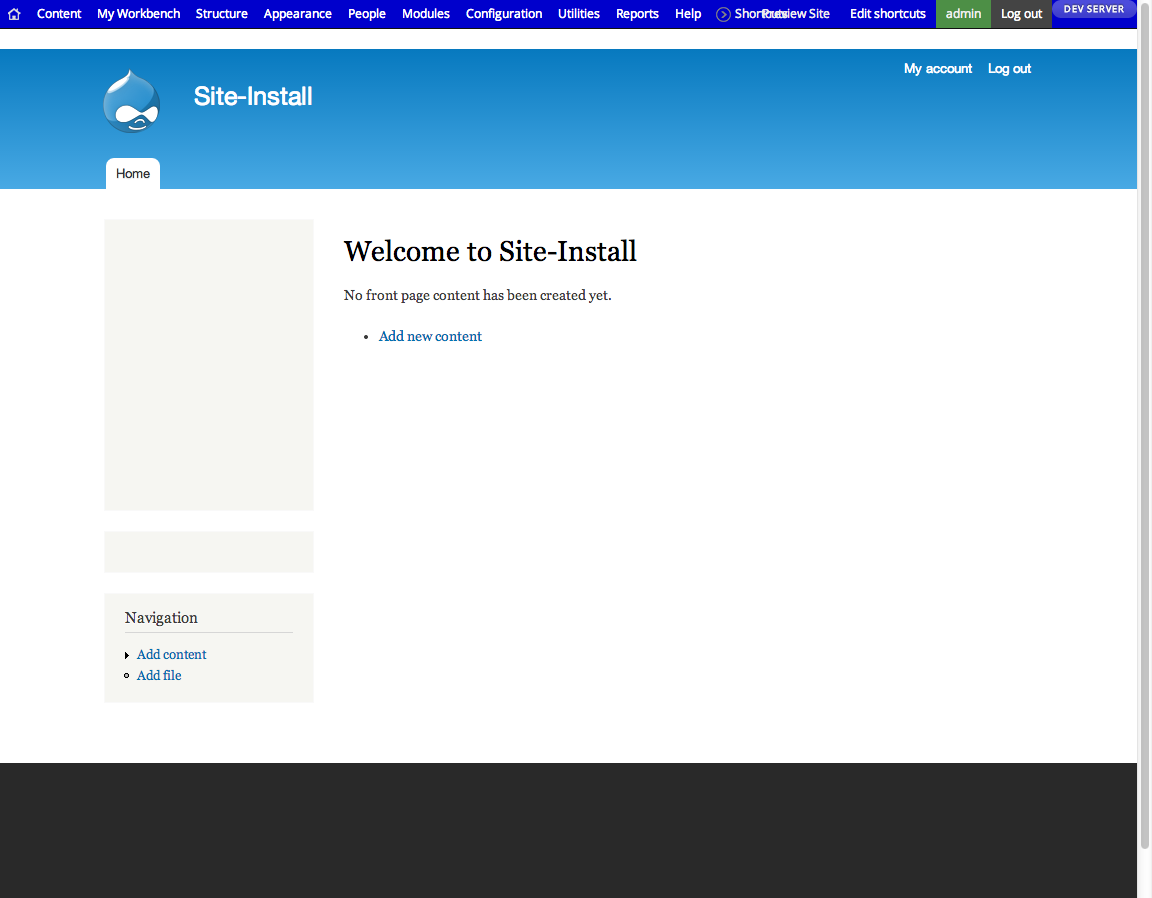 Content My Workbench Structure Appearance People Modules Configuration Utilities Reports Help Shortcuts Preview Site Edit shortcuts admin Log out DEV SERVER
My account Log out
Site-Install
Home
Welcome to Site-Install
No front page content has been created yet.
Add new content
Navigation
Add content
Add file